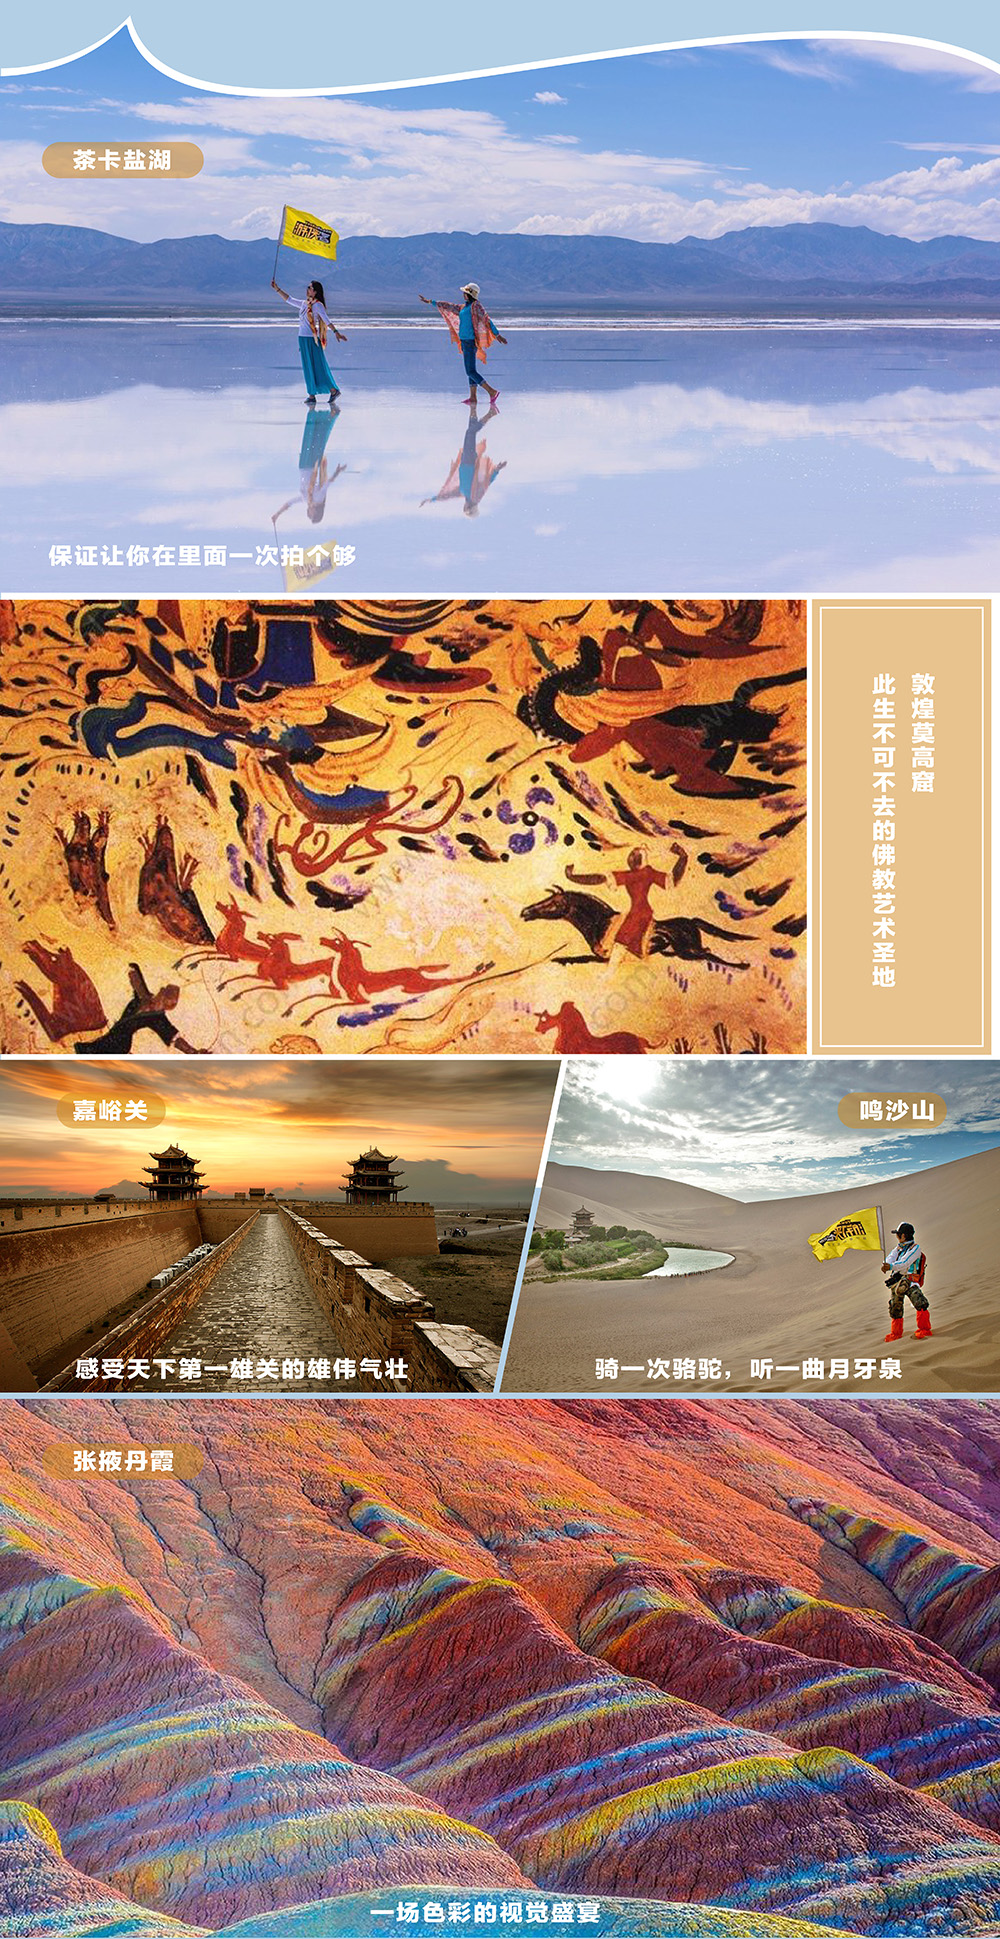 茶卡盐湖
保证让你在里面一次拍个够
敦煌莫高窟
此生不可不去的佛教艺术圣地
嘉峪关
鸣沙山
感受天下第一雄关的雄伟气壮
骑一次骆驼，听一曲月牙泉
张掖丹霞
一场色彩的视觉盛宴